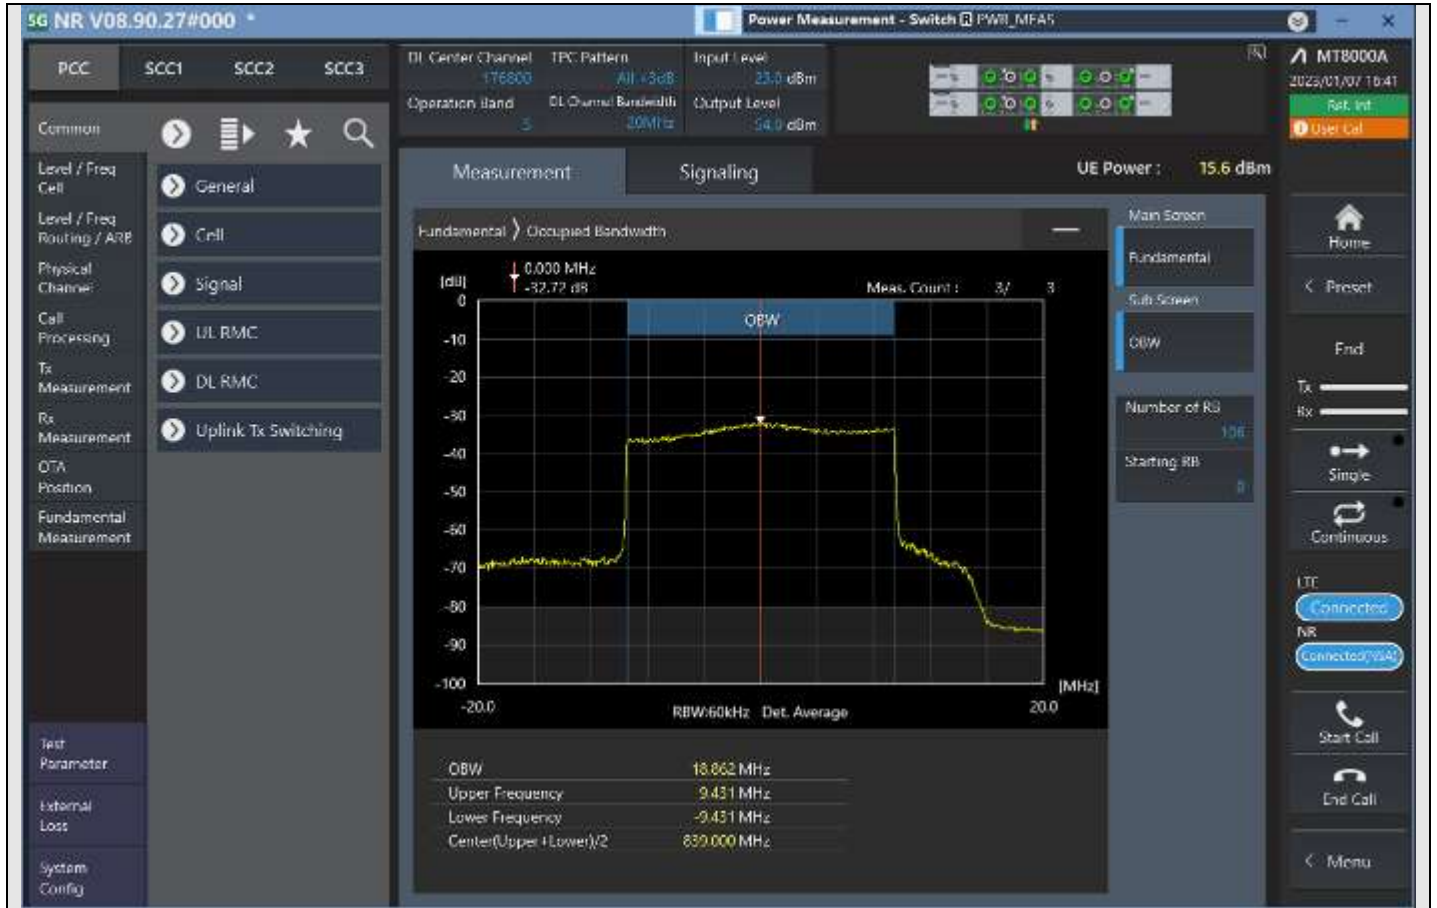 SG NR V08.90.27#000 *
Power Measurement - Switch PWR_MEAS
PCC SCC1 SCC2 SCC3
DL Center Channel
176800
TPC Pattern
All +3dB
Input Level
23.0 dBm
Operation Band
5
DL Channel Bandwidth
20MHz
Output Level
54.0 dBm
MT8000A
2023/01/07 16:41
Ref. Int
User Cal
Common
Level / Freq
Cell
Level / Freq
Routing / ARB
Physical
Channel
Call
Processing
Tx
Measurement
Rx
Measurement
OTA
Position
Fundamental
Measurement
Test
Parameter
External
Loss
System
Config
General
Cell
Signal
UL RMC
DL RMC
Uplink Tx Switching
Measurement
Signaling
UE Power : 15.6 dBm
Fundamental 〉 Occupied Bandwidth
[dB]
0.000 MHz
-32.72 dB
Meas. Count : 3/ 3
OBW
0
-10
-20
-30
-40
-50
-60
-70
-80
-90
-100
-20.0
RBW:60kHz Det. Average
20.0
[MHz]
OBW 18.862 MHz
Upper Frequency 9.431 MHz
Lower Frequency -9.431 MHz
Center(Upper+Lower)/2 839.000 MHz
Main Screen
Fundamental
Sub Screen
OBW
Number of RB
106
Starting RB
0
Home
< Preset
End
Tx
Rx
Single
Continuous
LTE
Connected
NR
Connected(NSA)
Start Call
End Call
< Menu